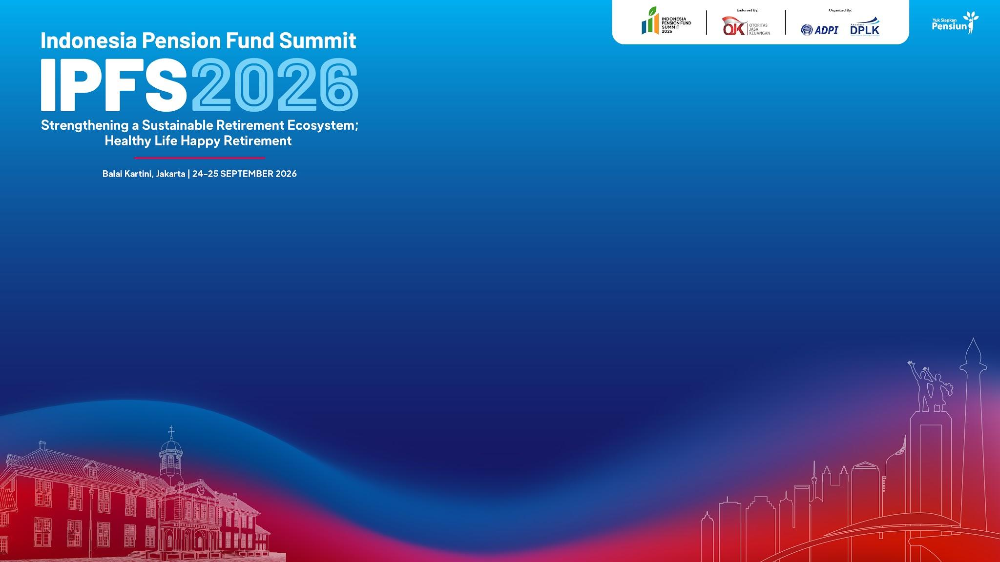 Indonesia Pension Fund Summit
IPFS2026
Strengthening a Sustainable Retirement Ecosystem;
Healthy Life Happy Retirement
Balai Kartini, Jakarta | 24–25 SEPTEMBER 2026
INDONESIA
PENSION FUND
SUMMIT
2026
Endorsed By:
OJK
OTORITAS
JASA
KEUANGAN
Organized By:
ADPI
Asosiasi
DPLK
Yuk Siapkan
Pensiun